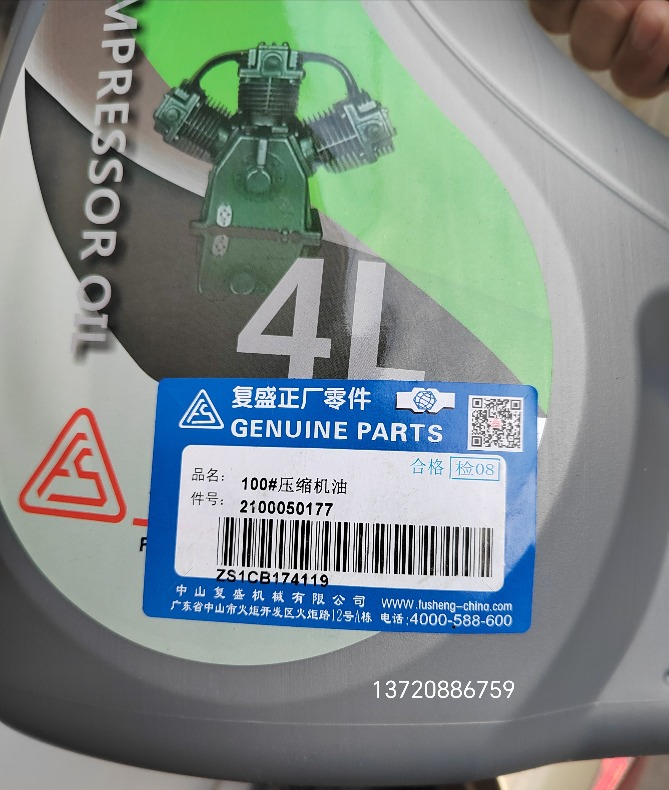 MPRESSOR OIL
4L
复盛正厂零件
GENUINE PARTS
合格 检08
品名: 100#压缩机油
件号: 2100050177
ZS1CB174119
中山复盛机械有限公司 www.fusheng-china.com
广东省中山市火炬开发区火炬路12号A栋 电话:4000-588-600
13720886759